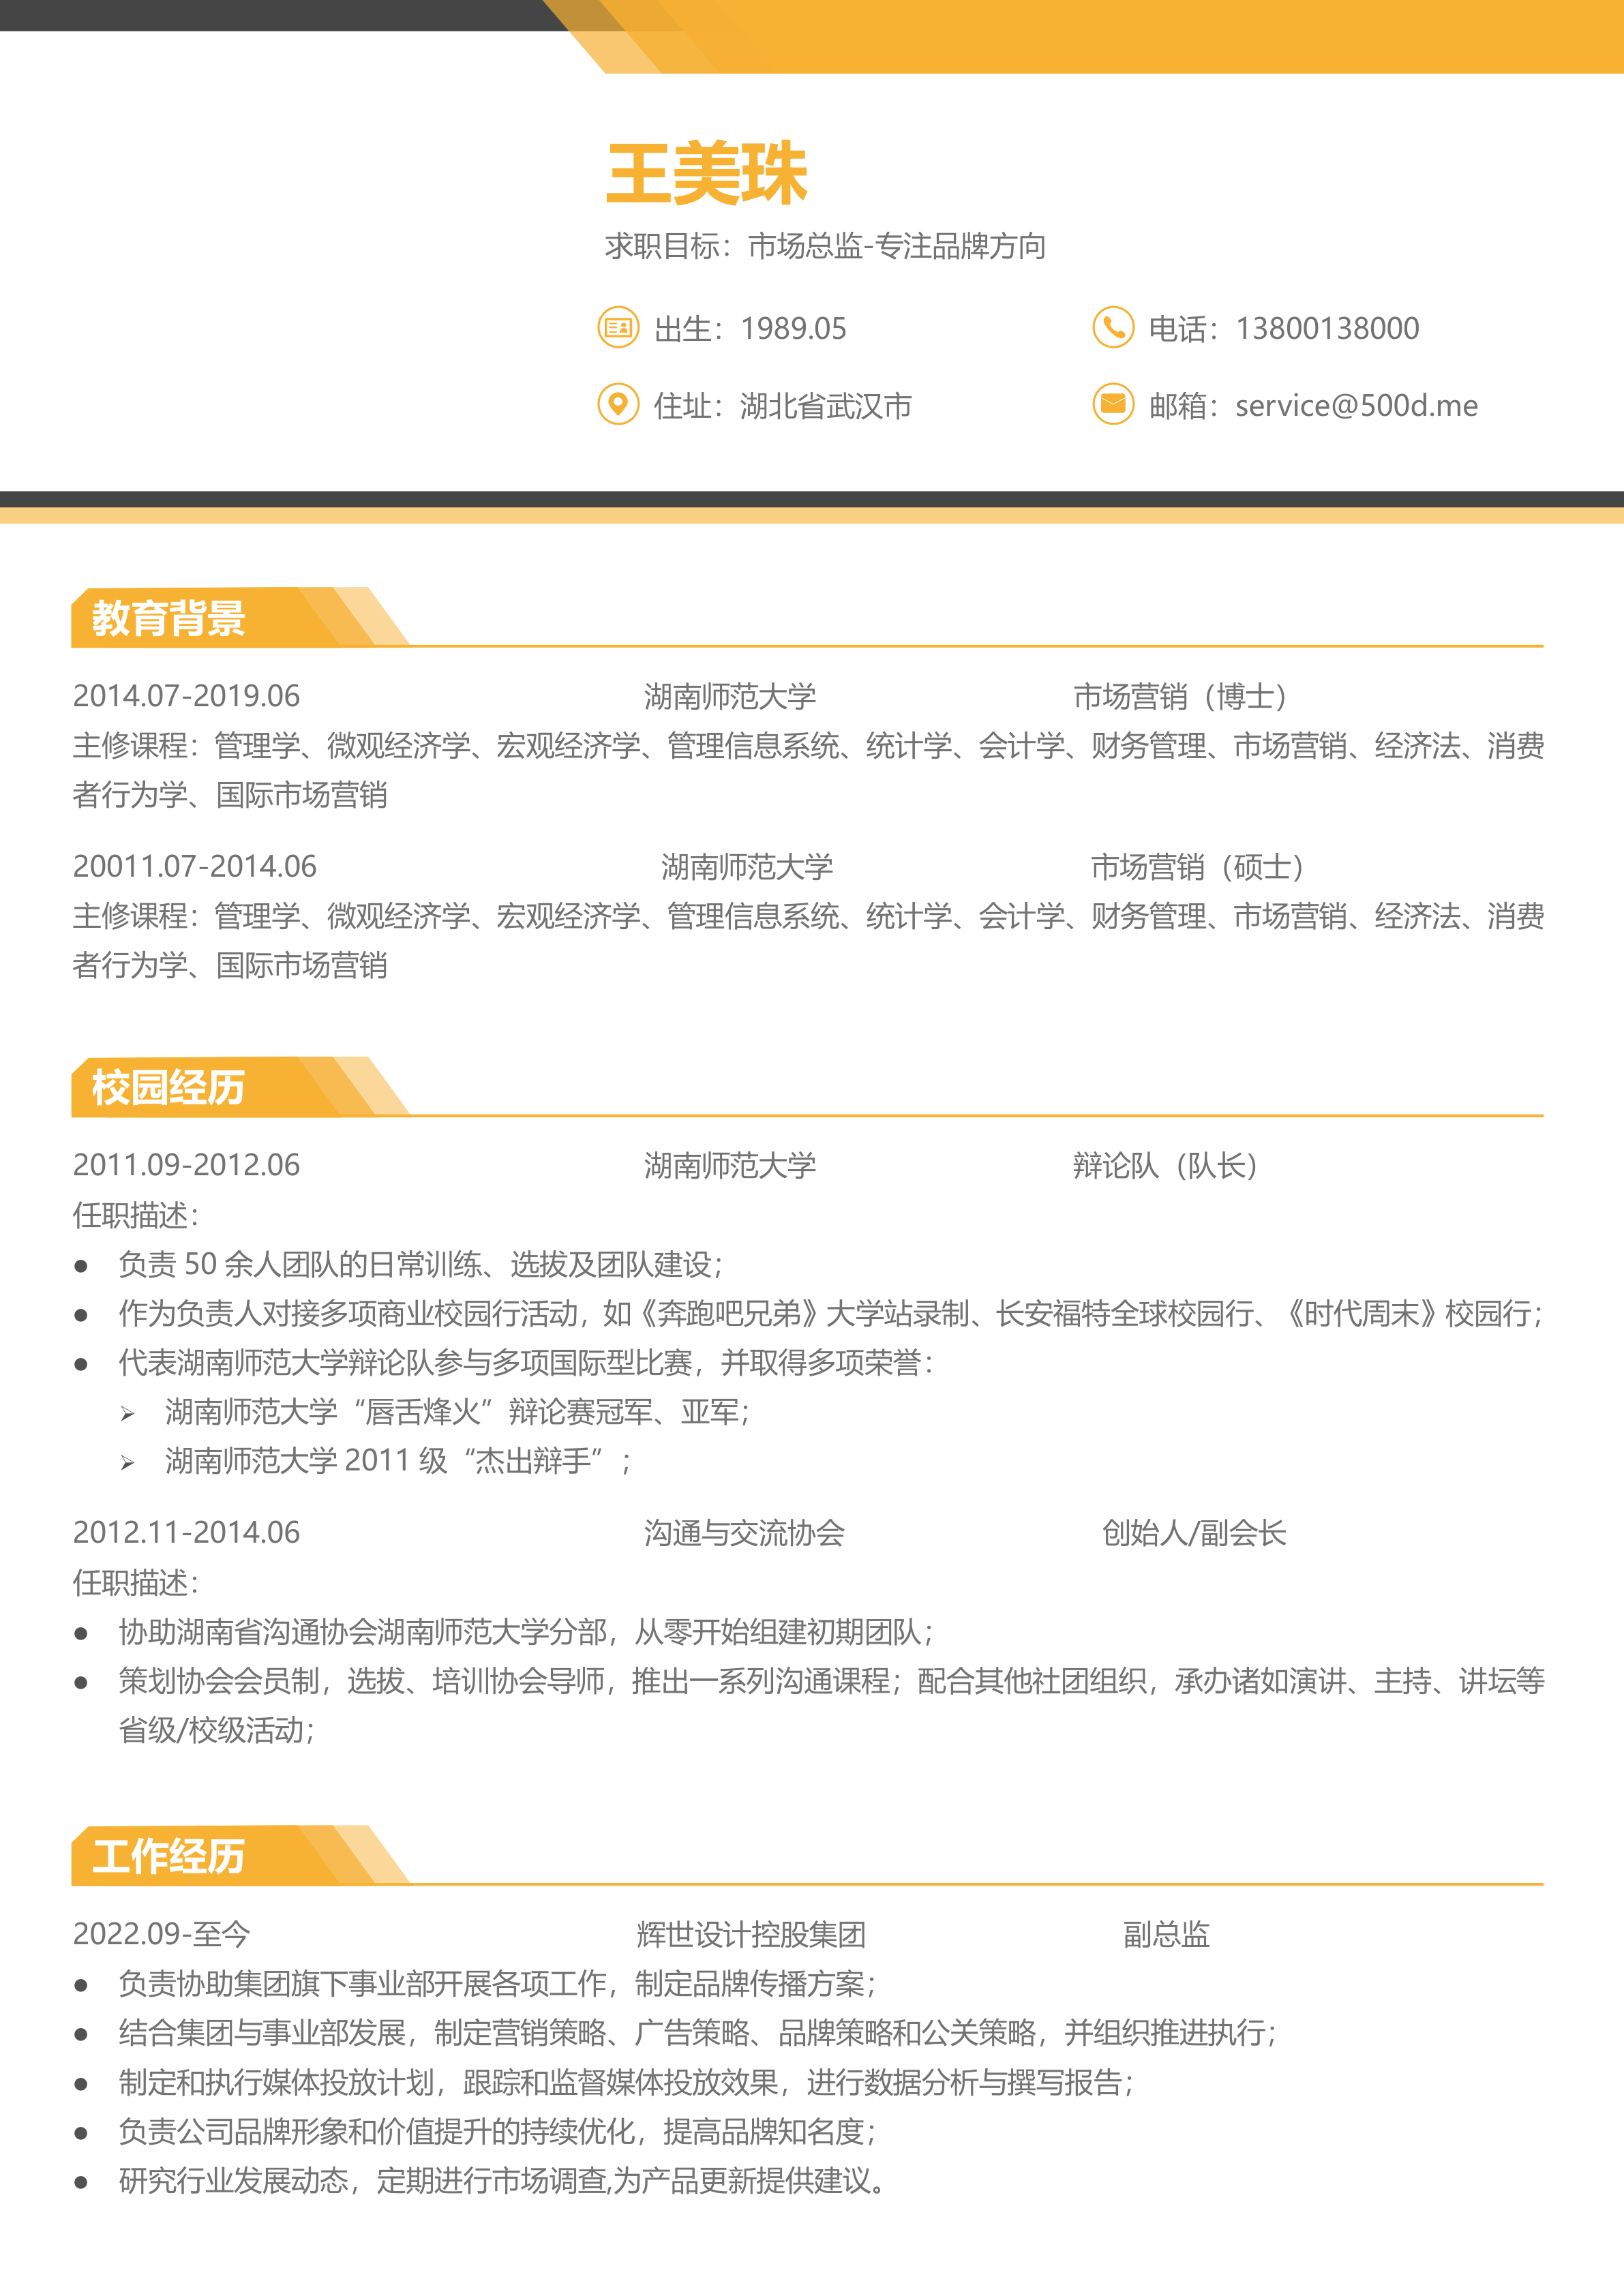 王美珠
求职目标：市场总监-专注品牌方向
出生：1989.05 电话：13800138000
住址：湖北省武汉市 邮箱：service@500d.me
教育背景
2014.07-2019.06 湖南师范大学 市场营销（博士）
主修课程：管理学、微观经济学、宏观经济学、管理信息系统、统计学、会计学、财务管理、市场营销、经济法、消费
者行为学、国际市场营销
20011.07-2014.06 湖南师范大学 市场营销（硕士）
主修课程：管理学、微观经济学、宏观经济学、管理信息系统、统计学、会计学、财务管理、市场营销、经济法、消费
者行为学、国际市场营销
校园经历
2011.09-2012.06 湖南师范大学 辩论队（队长）
任职描述：
● 负责 50 余人团队的日常训练、选拔及团队建设；
● 作为负责人对接多项商业校园行活动，如《奔跑吧兄弟》大学站录制、长安福特全球校园行、《时代周末》校园行；
● 代表湖南师范大学辩论队参与多项国际型比赛，并取得多项荣誉：
➢ 湖南师范大学“唇舌烽火”辩论赛冠军、亚军；
➢ 湖南师范大学 2011 级“杰出辩手”；
2012.11-2014.06 沟通与交流协会 创始人/副会长
任职描述：
● 协助湖南省沟通协会湖南师范大学分部，从零开始组建初期团队；
● 策划协会会员制，选拔、培训协会导师，推出一系列沟通课程；配合其他社团组织，承办诸如演讲、主持、讲坛等
省级/校级活动；
工作经历
2022.09-至今 辉世设计控股集团 副总监
● 负责协助集团旗下事业部开展各项工作，制定品牌传播方案；
● 结合集团与事业部发展，制定营销策略、广告策略、品牌策略和公关策略，并组织推进执行；
● 制定和执行媒体投放计划，跟踪和监督媒体投放效果，进行数据分析与撰写报告；
● 负责公司品牌形象和价值提升的持续优化，提高品牌知名度；
● 研究行业发展动态，定期进行市场调查,为产品更新提供建议。